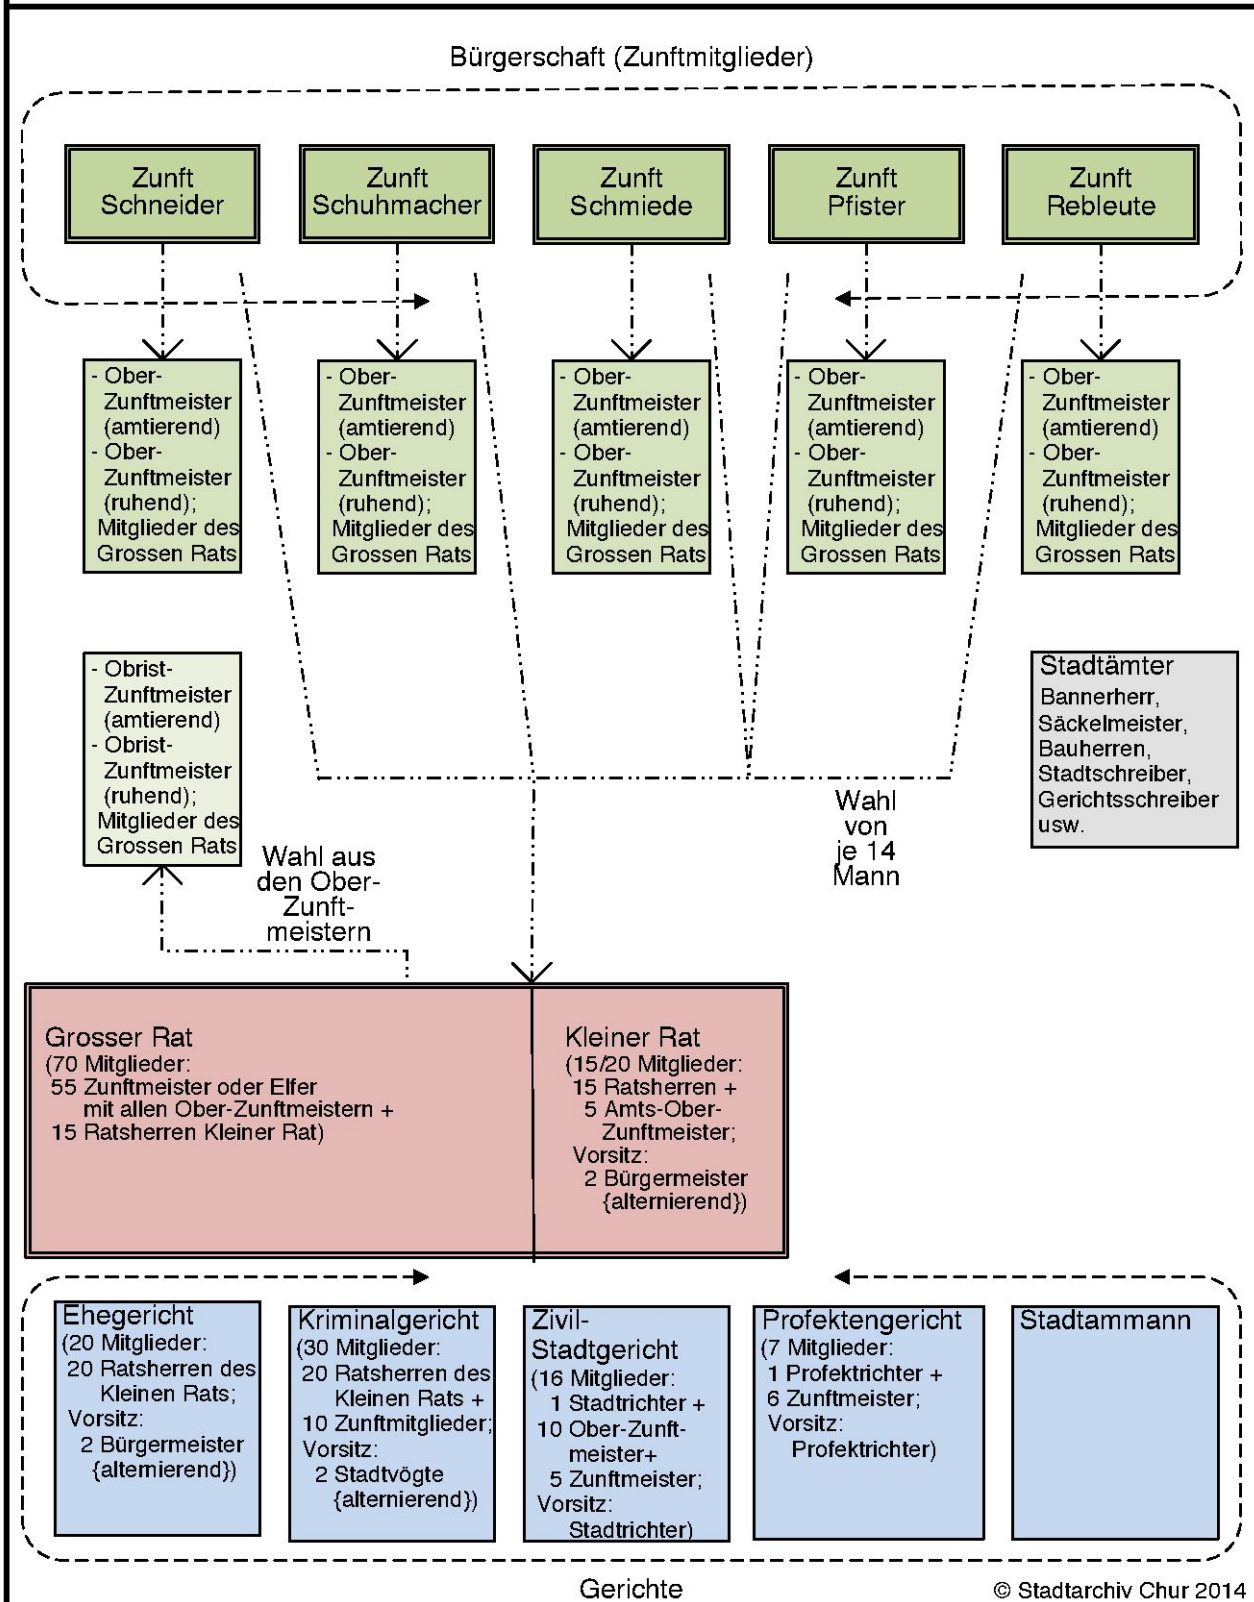 Bürgerschaft (Zunftmitglieder)
Zunft
Schneider
Zunft
Schuhmacher
Zunft
Schmiede
Zunft
Pfister
Zunft
Rebleute
- Ober-
Zunftmeister
(amtierend)
- Ober-
Zunftmeister
(ruhend);
Mitglieder des
Grossen Rats
- Ober-
Zunftmeister
(amtierend)
- Ober-
Zunftmeister
(ruhend);
Mitglieder des
Grossen Rats
- Ober-
Zunftmeister
(amtierend)
- Ober-
Zunftmeister
(ruhend);
Mitglieder des
Grossen Rats
- Ober-
Zunftmeister
(amtierend)
- Ober-
Zunftmeister
(ruhend);
Mitglieder des
Grossen Rats
- Ober-
Zunftmeister
(amtierend)
- Ober-
Zunftmeister
(ruhend);
Mitglieder des
Grossen Rats
- Obrist-
Zunftmeister
(amtierend)
- Obrist-
Zunftmeister
(ruhend);
Mitglieder des
Grossen Rats
Stadtämter
Bannerherr,
Säckelmeister,
Bauherren,
Stadtschreiber,
Gerichtsschreiber
usw.
Wahl
von
je 14
Mann
Wahl aus
den Ober-
Zunft-
meistern
Grosser Rat
(70 Mitglieder:
55 Zunftmeister oder Elfer
mit allen Ober-Zunftmeistern +
15 Ratsherren Kleiner Rat)
Kleiner Rat
(15/20 Mitglieder:
15 Ratsherren +
5 Amts-Ober-
Zunftmeister;
Vorsitz:
2 Bürgermeister
{alternierend})
Ehegericht
(20 Mitglieder:
20 Ratsherren des
Kleinen Rats;
Vorsitz:
2 Bürgermeister
{alternierend})
Kriminalgericht
(30 Mitglieder:
20 Ratsherren des
Kleinen Rats +
10 Zunftmitglieder;
Vorsitz:
2 Stadtvögte
{alternierend})
Zivil-
Stadtgericht
(16 Mitglieder:
1 Stadtrichter +
10 Ober-Zunft-
meister+
5 Zunftmeister;
Vorsitz:
Stadtrichter)
Profektengericht
(7 Mitglieder:
1 Profektrichter +
6 Zunftmeister;
Vorsitz:
Profektrichter)
Stadtammann
Gerichte
© Stadtarchiv Chur 2014